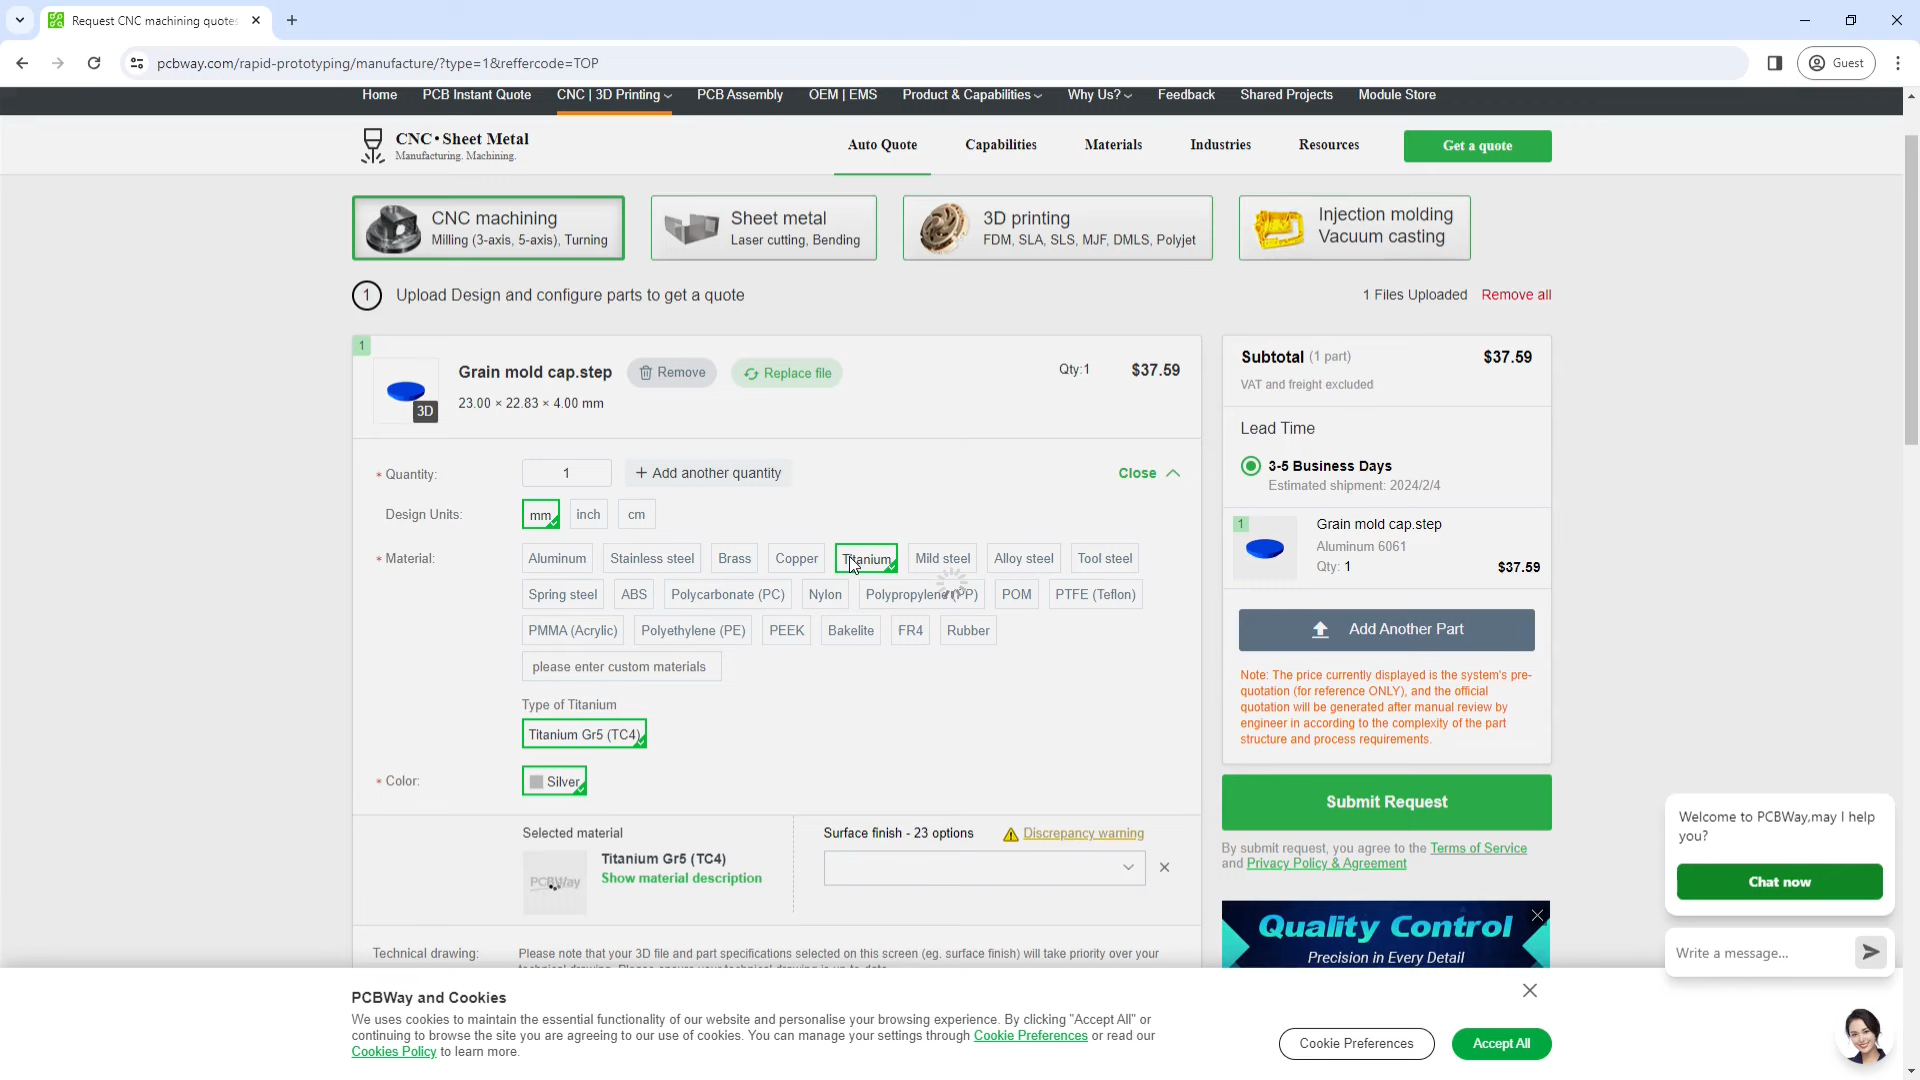 Request CNC machining quotes
pcbway.com/rapid-prototyping/manufacture/?type=1&reffercode=TOP
Guest
Home
PCB Instant Quote
CNC | 3D Printing
PCB Assembly
OEM | EMS
Product & Capabilities
Why Us?
Feedback
Shared Projects
Module Store
CNC•Sheet Metal
Manufacturing. Machining.
Auto Quote
Capabilities
Materials
Industries
Resources
Get a quote
CNC machining
Milling (3-axis, 5-axis), Turning
Sheet metal
Laser cutting, Bending
3D printing
FDM, SLA, SLS, MJF, DMLS, Polyjet
Injection molding
Vacuum casting
1
Upload Design and configure parts to get a quote
1 Files Uploaded
Remove all
1
3D
Grain mold cap.step
Remove
Replace file
Qty:1
$37.59
23.00 × 22.83 × 4.00 mm
* Quantity:
1
+ Add another quantity
Close
Design Units:
mm
inch
cm
* Material:
Aluminum
Stainless steel
Brass
Copper
Titanium
Mild steel
Alloy steel
Tool steel
Spring steel
ABS
Polycarbonate (PC)
Nylon
Polypropylene (PP)
POM
PTFE (Teflon)
PMMA (Acrylic)
Polyethylene (PE)
PEEK
Bakelite
FR4
Rubber
please enter custom materials
Type of Titanium
Titanium Gr5 (TC4)
* Color:
Silver
Selected material
PCBWay
Titanium Gr5 (TC4)
Show material description
Surface finish - 23 options
Discrepancy warning
Technical drawing:
Please note that your 3D file and part specifications selected on this screen (eg. surface finish) will take priority over your
Subtotal (1 part)
$37.59
VAT and freight excluded
Lead Time
3-5 Business Days
Estimated shipment: 2024/2/4
1
Grain mold cap.step
Aluminum 6061
Qty: 1
$37.59
Add Another Part
Note: The price currently displayed is the system's pre-
quotation (for reference ONLY), and the official
quotation will be generated after manual review by
engineer in according to the complexity of the part
structure and process requirements.
Submit Request
By submit request, you agree to the Terms of Service
and Privacy Policy & Agreement
Quality Control
Precision in Every Detail
Welcome to PCBWay,may I help
you?
Chat now
Write a message...
PCBWay and Cookies
We uses cookies to maintain the essential functionality of our website and personalise your browsing experience. By clicking "Accept All" or
continuing to browse the site you are agreeing to our use of cookies. You can manage your settings through Cookie Preferences or read our
Cookies Policy to learn more.
Cookie Preferences
Accept All